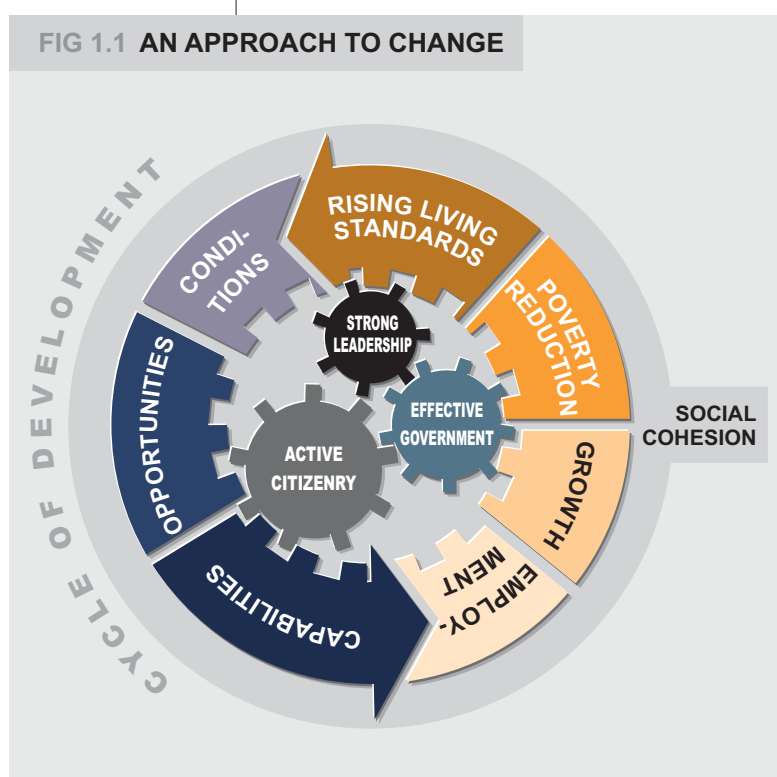 FIG 1.1 AN APPROACH TO CHANGE
CYCLE OF DEVELOPMENT
RISING LIVING
STANDARDS
POVERTY
REDUCTION
GROWTH
EMPLOY-
MENT
CAPABILITIES
OPPORTUNITIES
CONDI-
TIONS
STRONG
LEADERSHIP
EFFECTIVE
GOVERNMENT
ACTIVE
CITIZENRY
SOCIAL
COHESION